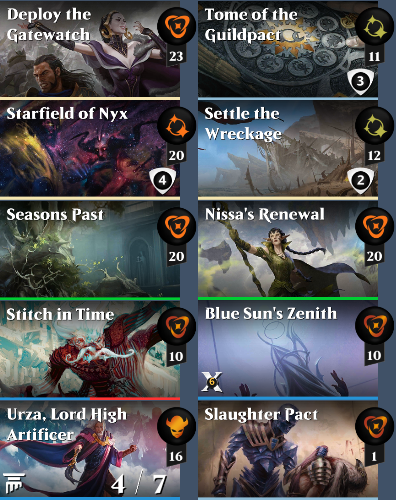 Deploy the
Gatewatch
23
Tome of the
Guildpact
11
3
Starfield of Nyx
20
4
Settle the
Wreckage
12
2
Seasons Past
20
Nissa's Renewal
20
Stitch in Time
10
Blue Sun's Zenith
X
6
10
Urza, Lord High
Artificer
16
4 / 7
Slaughter Pact
1